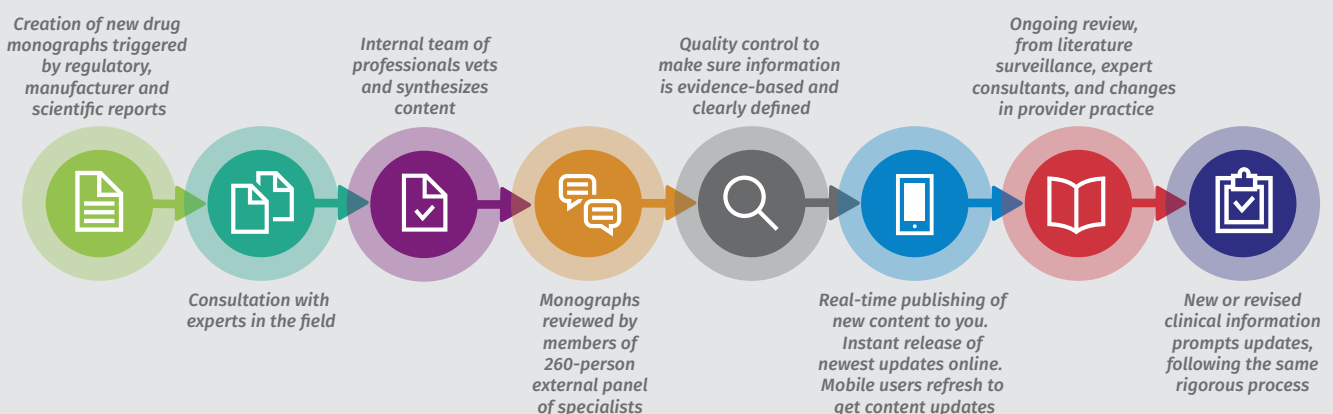 Creation of new drug
monographs triggered
by regulatory,
manufacturer and
scientific reports
Consultation with
experts in the field
Internal team of
professionals vets
and synthesizes
content
Monographs
reviewed by
members of
260-person
external panel
of specialists
Quality control to
make sure information
is evidence-based and
clearly defined
Real-time publishing of
new content to you.
Instant release of
newest updates online.
Mobile users refresh to
get content updates
Ongoing review,
from literature
surveillance, expert
consultants, and changes
in provider practice
New or revised
clinical information
prompts updates,
following the same
rigorous process